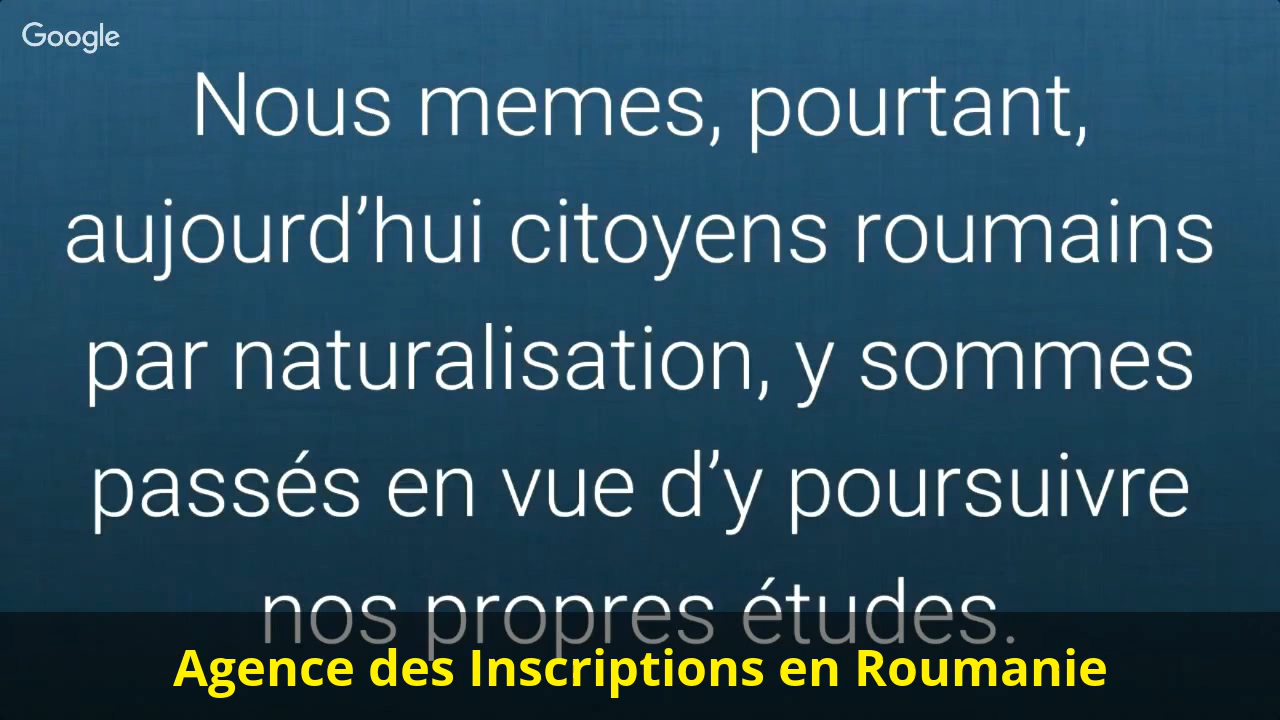 Google
Nous memes, pourtant,
aujourd’hui citoyens roumains
par naturalisation, y sommes
passés en vue d’y poursuivre
nos propres études.
Agence des Inscriptions en Roumanie